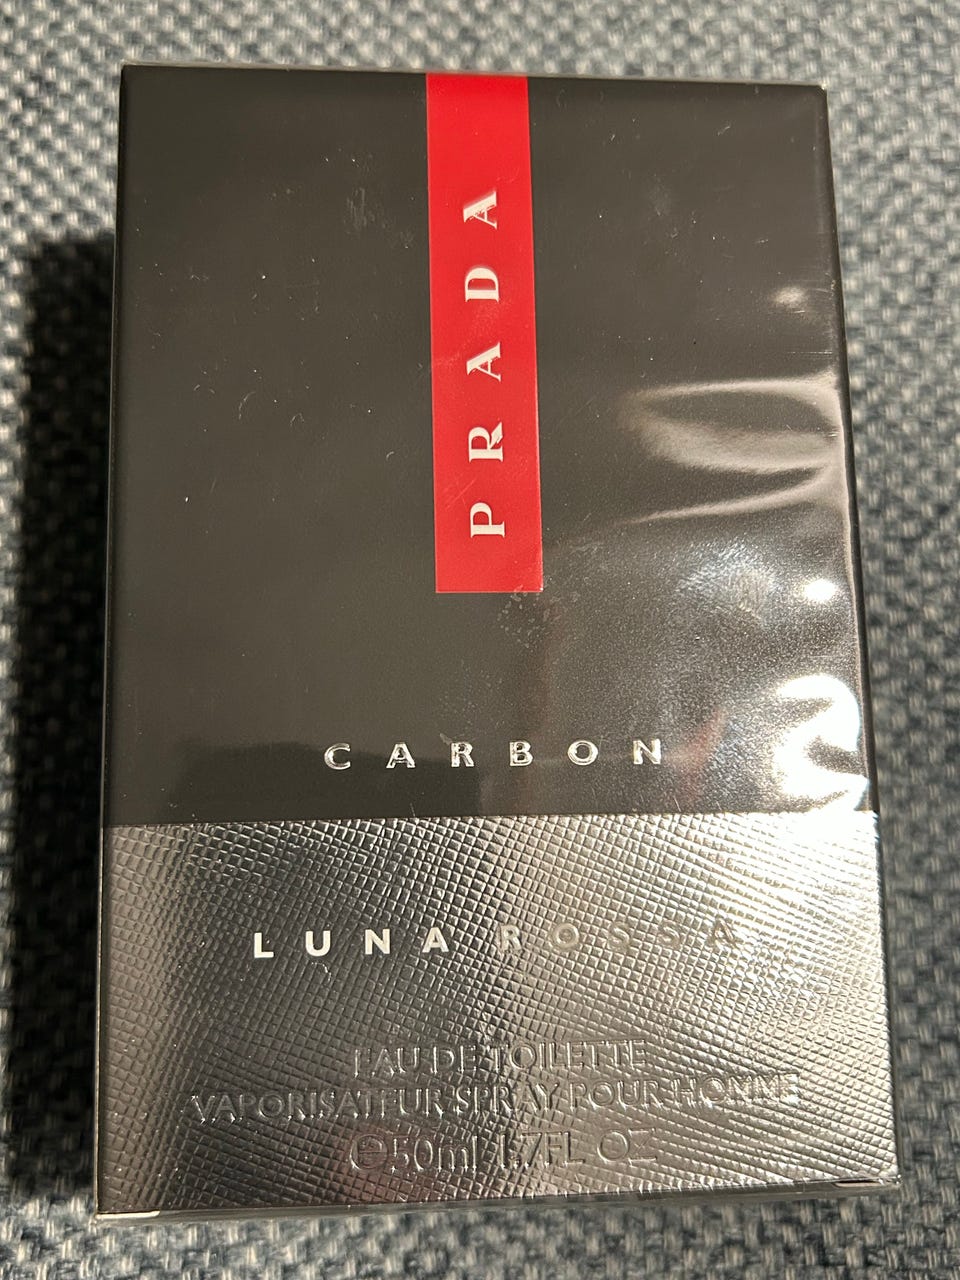 PRADA
CARBON
LUNA ROSSA
EAU DE TOILETTE
VAPORISATEUR SPRAY POUR HOMME
℮50ml 1.7FL OZ